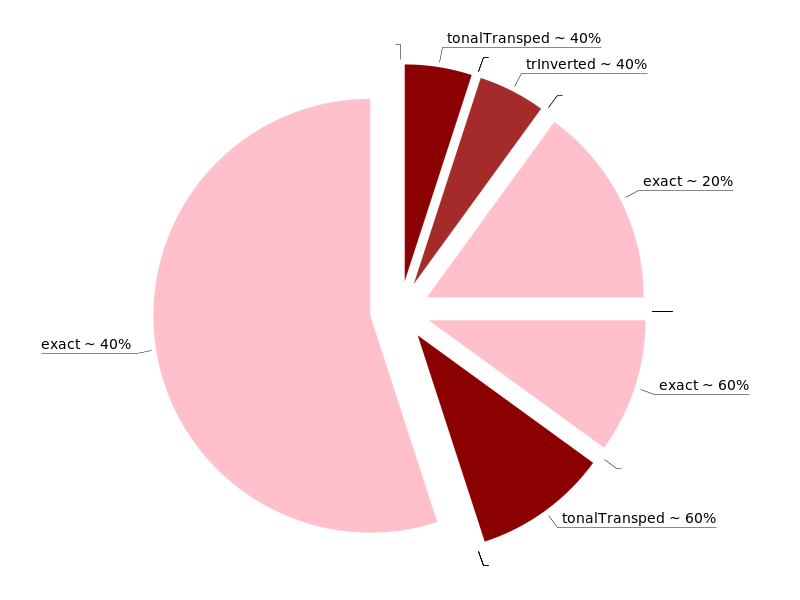 tonalTransped ~ 40%
trInverted ~ 40%
exact ~ 20%
exact ~ 40%
exact ~ 60%
tonalTransped ~ 60%